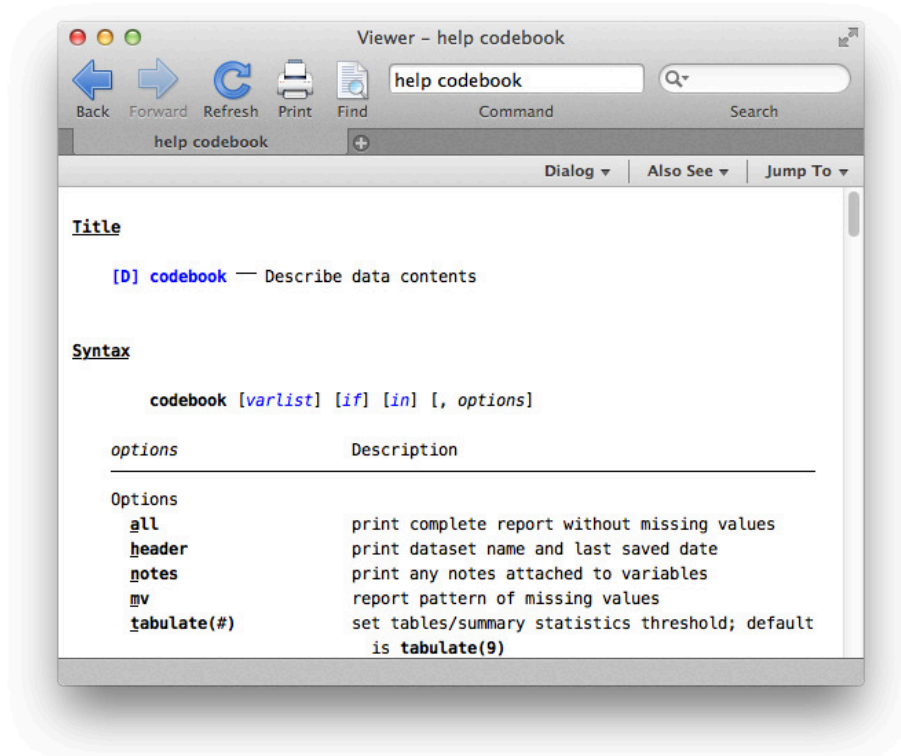 Viewer – help codebook
help codebook
Back Forward Refresh Print Find Command Search
help codebook
Dialog Also See Jump To
Title
[D] codebook — Describe data contents
Syntax
codebook [varlist] [if] [in] [, options]
options Description
Options
all print complete report without missing values
header print dataset name and last saved date
notes print any notes attached to variables
mv report pattern of missing values
tabulate(#) set tables/summary statistics threshold; default
is tabulate(9)